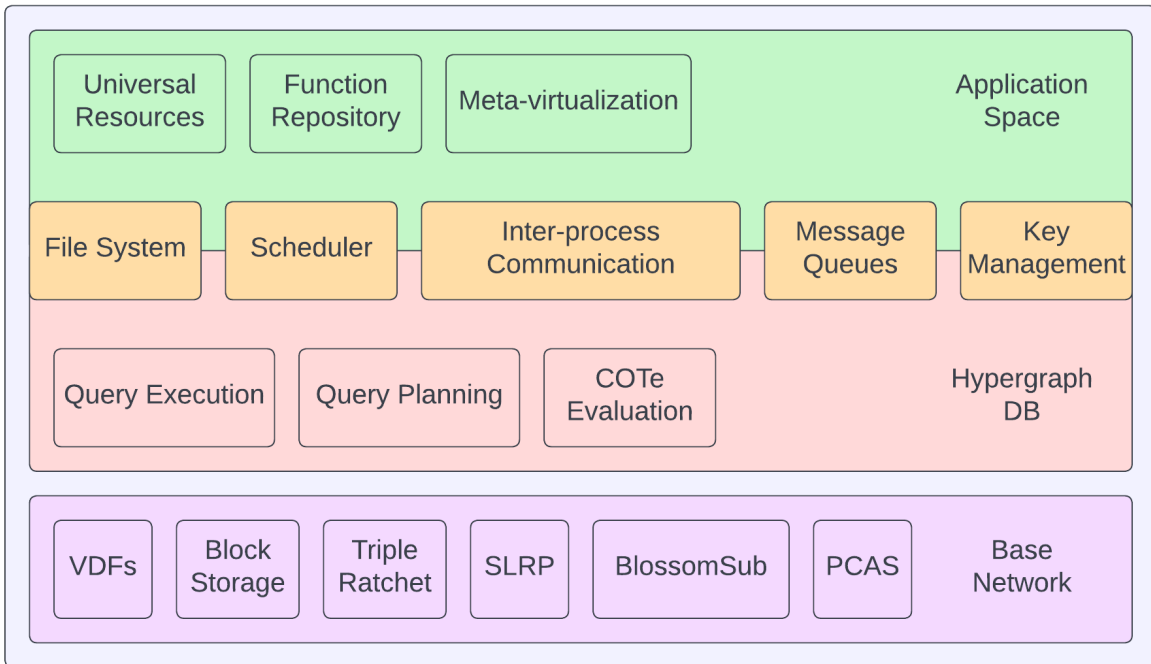 Universal
Resources
Function
Repository
Meta-virtualization
Application
Space
File System
Scheduler
Inter-process
Communication
Message
Queues
Key
Management
Query Execution
Query Planning
COTe
Evaluation
Hypergraph
DB
VDFs
Block
Storage
Triple
Ratchet
SLRP
BlossomSub
PCAS
Base
Network